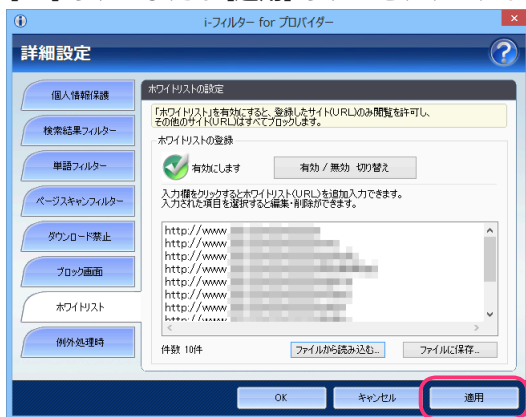 i-フィルター for プロバイダー
詳細設定
個人情報保護
検索結果フィルター
単語フィルター
ページスキャンフィルター
ダウンロード禁止
ブロック画面
ホワイトリスト
例外処理時
ホワイトリストの設定
「ホワイトリスト」を有効にすると、登録したサイト(URL)のみ閲覧を許可し、
その他のサイト(URL)はすべてブロックします。
ホワイトリストの登録
有効にします
有効 / 無効 切り替え
入力欄をクリックするとホワイトリスト(URL)を追加入力できます。
入力された項目を選択すると編集・削除ができます。
http://www
http://www
http://www
http://www
http://www
http://www
http://www
http://www
件数 10件
ファイルから読み込む...
ファイルに保存...
OK
キャンセル
適用